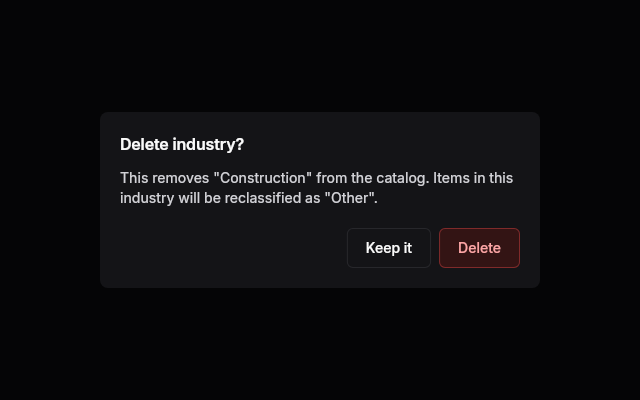 Delete industry?
This removes "Construction" from the catalog. Items in this
industry will be reclassified as "Other".
Keep it
Delete